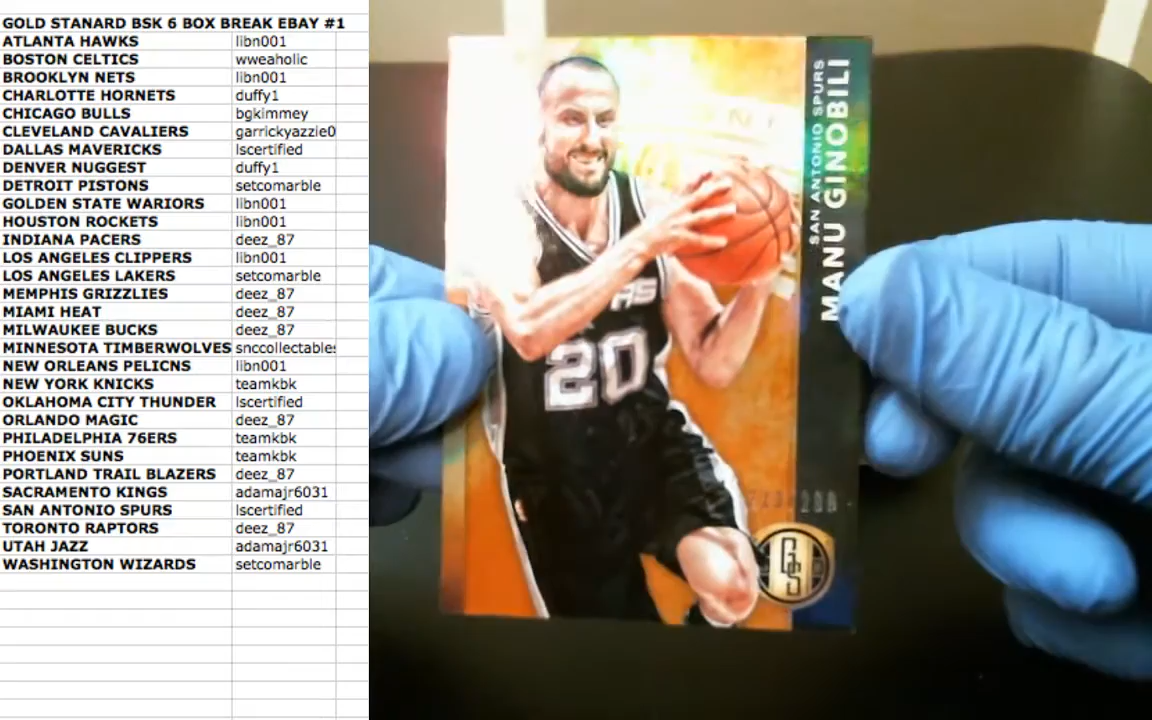 GOLD STANARD BSK 6 BOX BREAK EBAY #1
ATLANTA HAWKS libn001
BOSTON CELTICS wweaholic
BROOKLYN NETS libn001
CHARLOTTE HORNETS duffy1
CHICAGO BULLS bgkimmey
CLEVELAND CAVALIERS garrickyazzie0
DALLAS MAVERICKS lscertified
DENVER NUGGEST duffy1
DETROIT PISTONS setcomarble
GOLDEN STATE WARIORS libn001
HOUSTON ROCKETS libn001
INDIANA PACERS deez_87
LOS ANGELES CLIPPERS libn001
LOS ANGELES LAKERS setcomarble
MEMPHIS GRIZZLIES deez_87
MIAMI HEAT deez_87
MILWAUKEE BUCKS deez_87
MINNESOTA TIMBERWOLVES snccollectables
NEW ORLEANS PELICNS libn001
NEW YORK KNICKS teamkbk
OKLAHOMA CITY THUNDER lscertified
ORLANDO MAGIC deez_87
PHILADELPHIA 76ERS teamkbk
PHOENIX SUNS teamkbk
PORTLAND TRAIL BLAZERS deez_87
SACRAMENTO KINGS adamajr6031
SAN ANTONIO SPURS lscertified
TORONTO RAPTORS deez_87
UTAH JAZZ adamajr6031
WASHINGTON WIZARDS setcomarble
SAN ANTONIO SPURS
MANU GINOBILI
20
GS